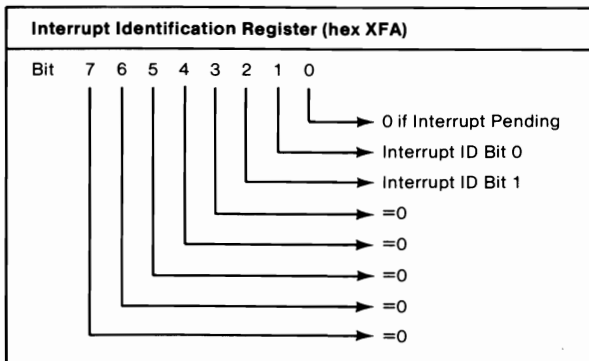 Interrupt Identification Register (hex XFA)
Bit 7 6 5 4 3 2 1 0
0 if Interrupt Pending
Interrupt ID Bit 0
Interrupt ID Bit 1
=0
=0
=0
=0
=0